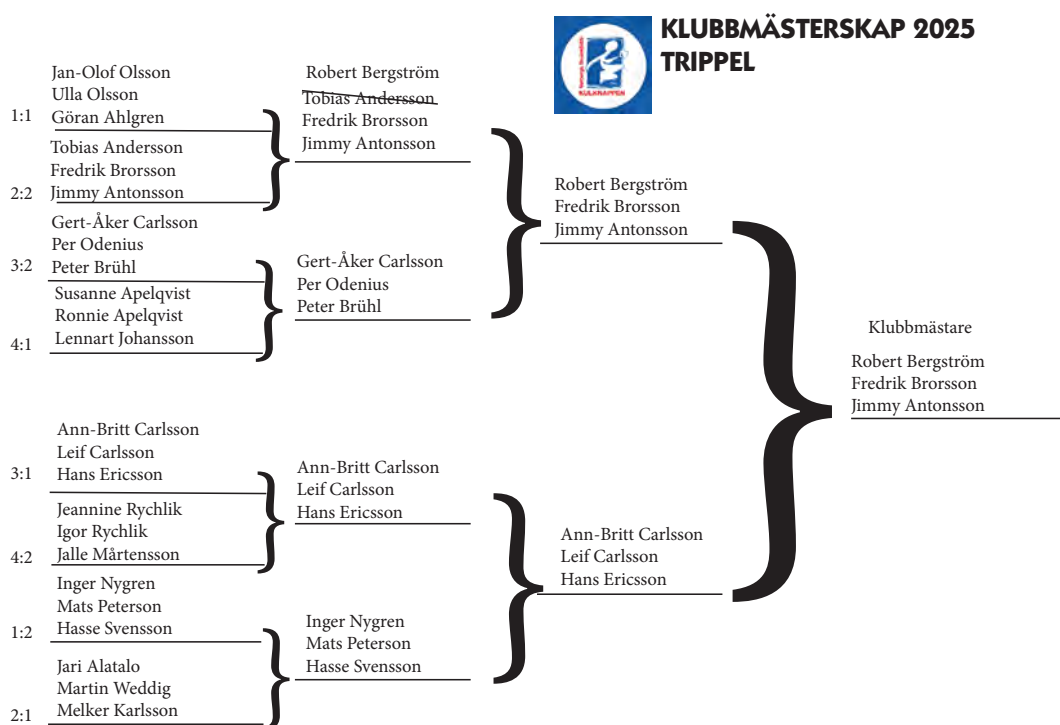 KLUBBMÄSTERSKAP 2025
TRIPPEL
KULKNAPPEN
Jan-Olof Olsson
Ulla Olsson
1:1 Göran Ahlgren
Tobias Andersson
Fredrik Brorsson
2:2 Jimmy Antonsson
Gert-Åker Carlsson
Per Odenius
3:2 Peter Brühl
Susanne Apelqvist
Ronnie Apelqvist
4:1 Lennart Johansson
Ann-Britt Carlsson
Leif Carlsson
3:1 Hans Ericsson
Jeannine Rychlik
Igor Rychlik
4:2 Jalle Mårtensson
Inger Nygren
Mats Peterson
1:2 Hasse Svensson
Jari Alatalo
Martin Weddig
2:1 Melker Karlsson
Robert Bergström
Tobias Andersson
Fredrik Brorsson
Jimmy Antonsson
Gert-Åker Carlsson
Per Odenius
Peter Brühl
Ann-Britt Carlsson
Leif Carlsson
Hans Ericsson
Inger Nygren
Mats Peterson
Hasse Svensson
Robert Bergström
Fredrik Brorsson
Jimmy Antonsson
Ann-Britt Carlsson
Leif Carlsson
Hans Ericsson
Klubbmästare
Robert Bergström
Fredrik Brorsson
Jimmy Antonsson